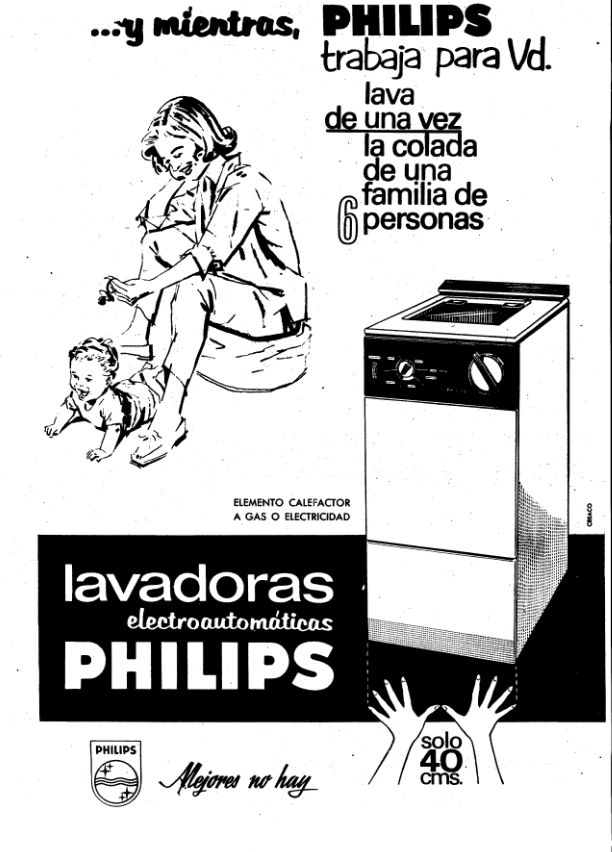 ...y mientras, PHILIPS
trabaja para Vd.
lava
de una vez
la colada
de una
familia de
6 personas
ELEMENTO CALEFACTOR
A GAS O ELECTRICIDAD
CREACO
lavadoras
electroautomáticas
PHILIPS
solo
40
cms.
PHILIPS
Mejores no hay